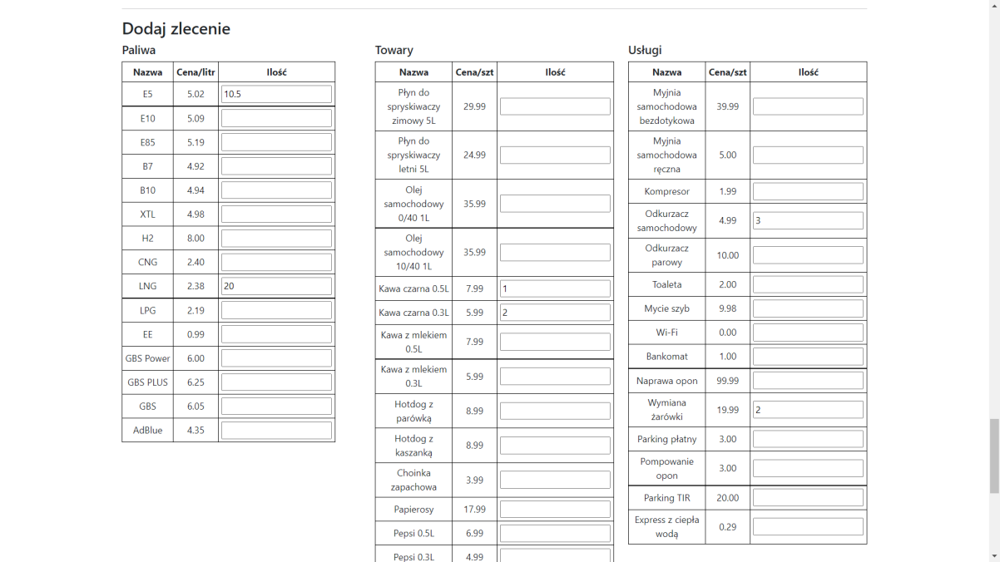 Dodaj zlecenie
Paliwa
Nazwa Cena/litr Ilość
E5 5.02 10.5
E10 5.09
E85 5.19
B7 4.92
B10 4.94
XTL 4.98
H2 8.00
CNG 2.40
LNG 2.38 20
LPG 2.19
EE 0.99
GBS Power 6.00
GBS PLUS 6.25
GBS 6.05
AdBlue 4.35
Towary
Nazwa Cena/szt Ilość
Płyn do
spryskiwaczy 29.99
zimowy 5L
Płyn do
spryskiwaczy 24.99
letni 5L
Olej
samochodowy 35.99
0/40 1L
Olej
samochodowy 35.99
10/40 1L
Kawa czarna 0.5L 7.99 1
Kawa czarna 0.3L 5.99 2
Kawa z mlekiem 7.99
0.5L
Kawa z mlekiem 5.99
0.3L
Hotdog z 8.99
parówką
Hotdog z 8.99
kaszanką
Choinka 3.99
zapachowa
Papierosy 17.99
Pepsi 0.5L 6.99
Pepsi 0.3L 4.99
Usługi
Nazwa Cena/szt Ilość
Myjnia
samochodowa 39.99
bezdotykowa
Myjnia
samochodowa 5.00
ręczna
Kompresor 1.99
Odkurzacz 4.99 3
samochodowy
Odkurzacz 10.00
parowy
Toaleta 2.00
Mycie szyb 9.98
Wi-Fi 0.00
Bankomat 1.00
Naprawa opon 99.99
Wymiana 19.99 2
żarówki
Parking płatny 3.00
Pompowanie 3.00
opon
Parking TIR 20.00
Express z ciepła 0.29
wodą